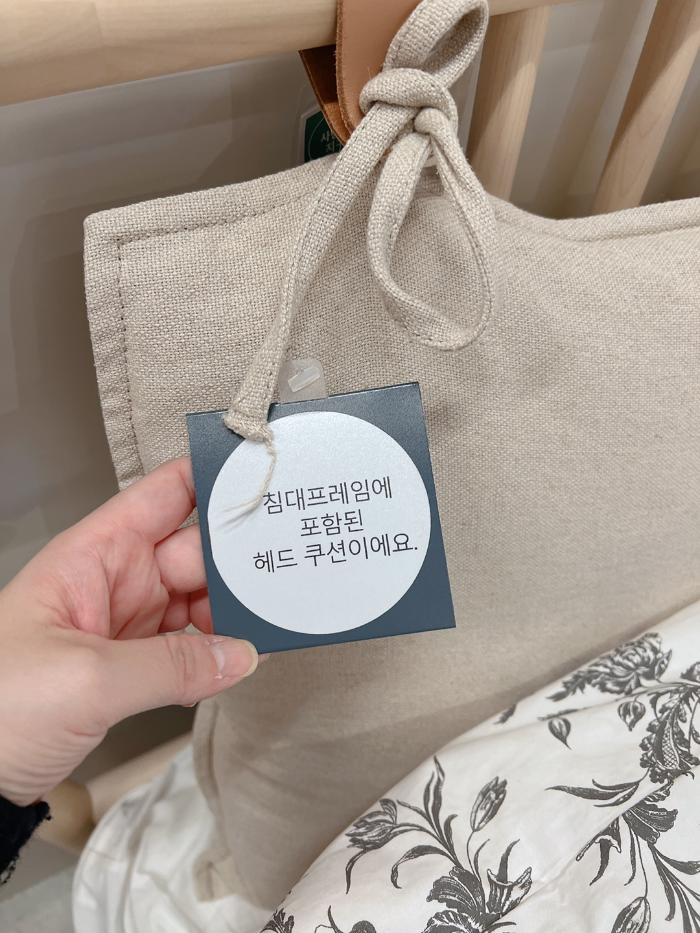 침대프레임에
포함된
헤드 쿠션이에요.